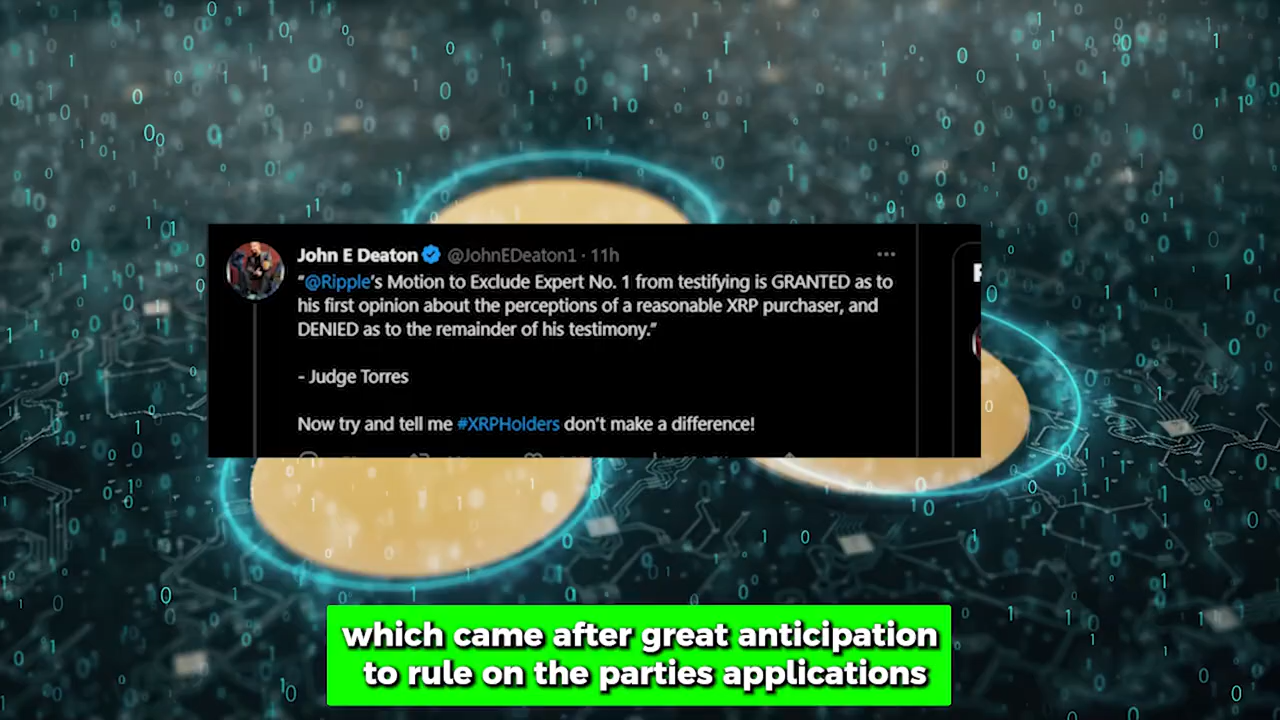 John E Deaton @JohnEDeaton1 · 11h
"@Ripple's Motion to Exclude Expert No. 1 from testifying is GRANTED as to
his first opinion about the perceptions of a reasonable XRP purchaser, and
DENIED as to the remainder of his testimony."
- Judge Torres
Now try and tell me #XRPHolders don't make a difference!
which came after great anticipation
to rule on the parties applications